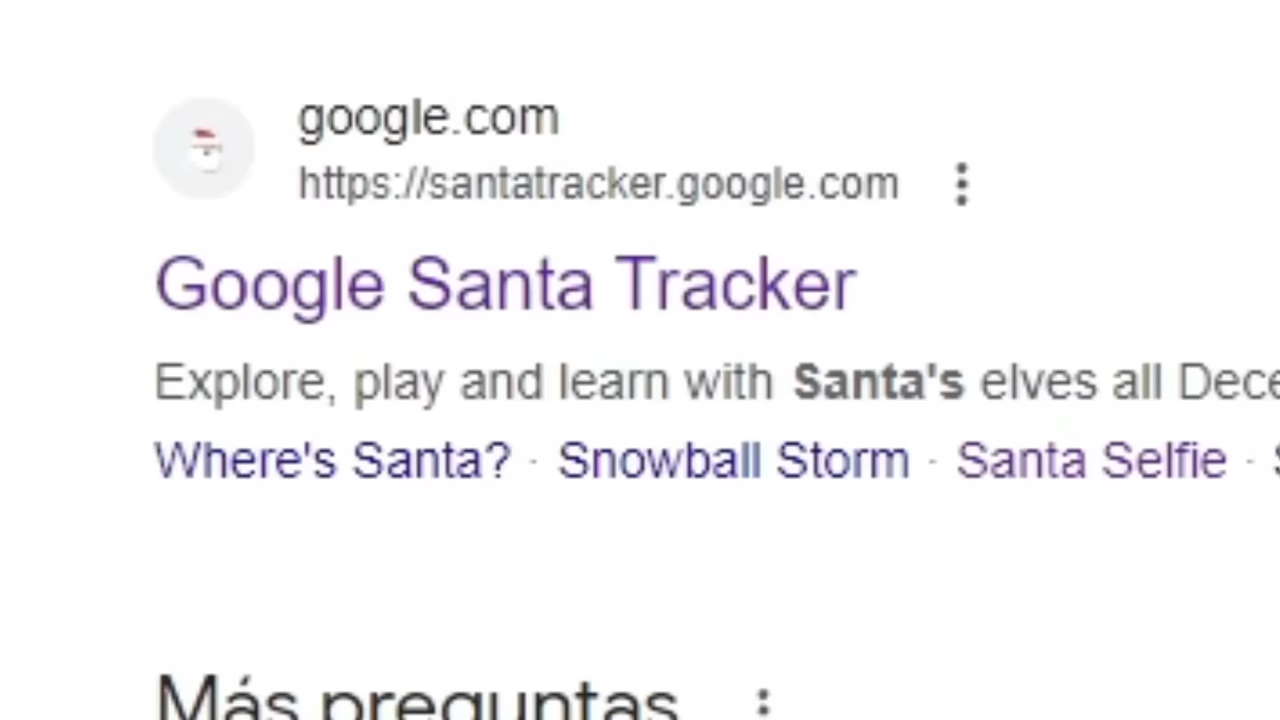 google.com
https://santatracker.google.com
Google Santa Tracker
Explore, play and learn with Santa's elves all Dece
Where's Santa? · Snowball Storm · Santa Selfie ·
Más preguntas